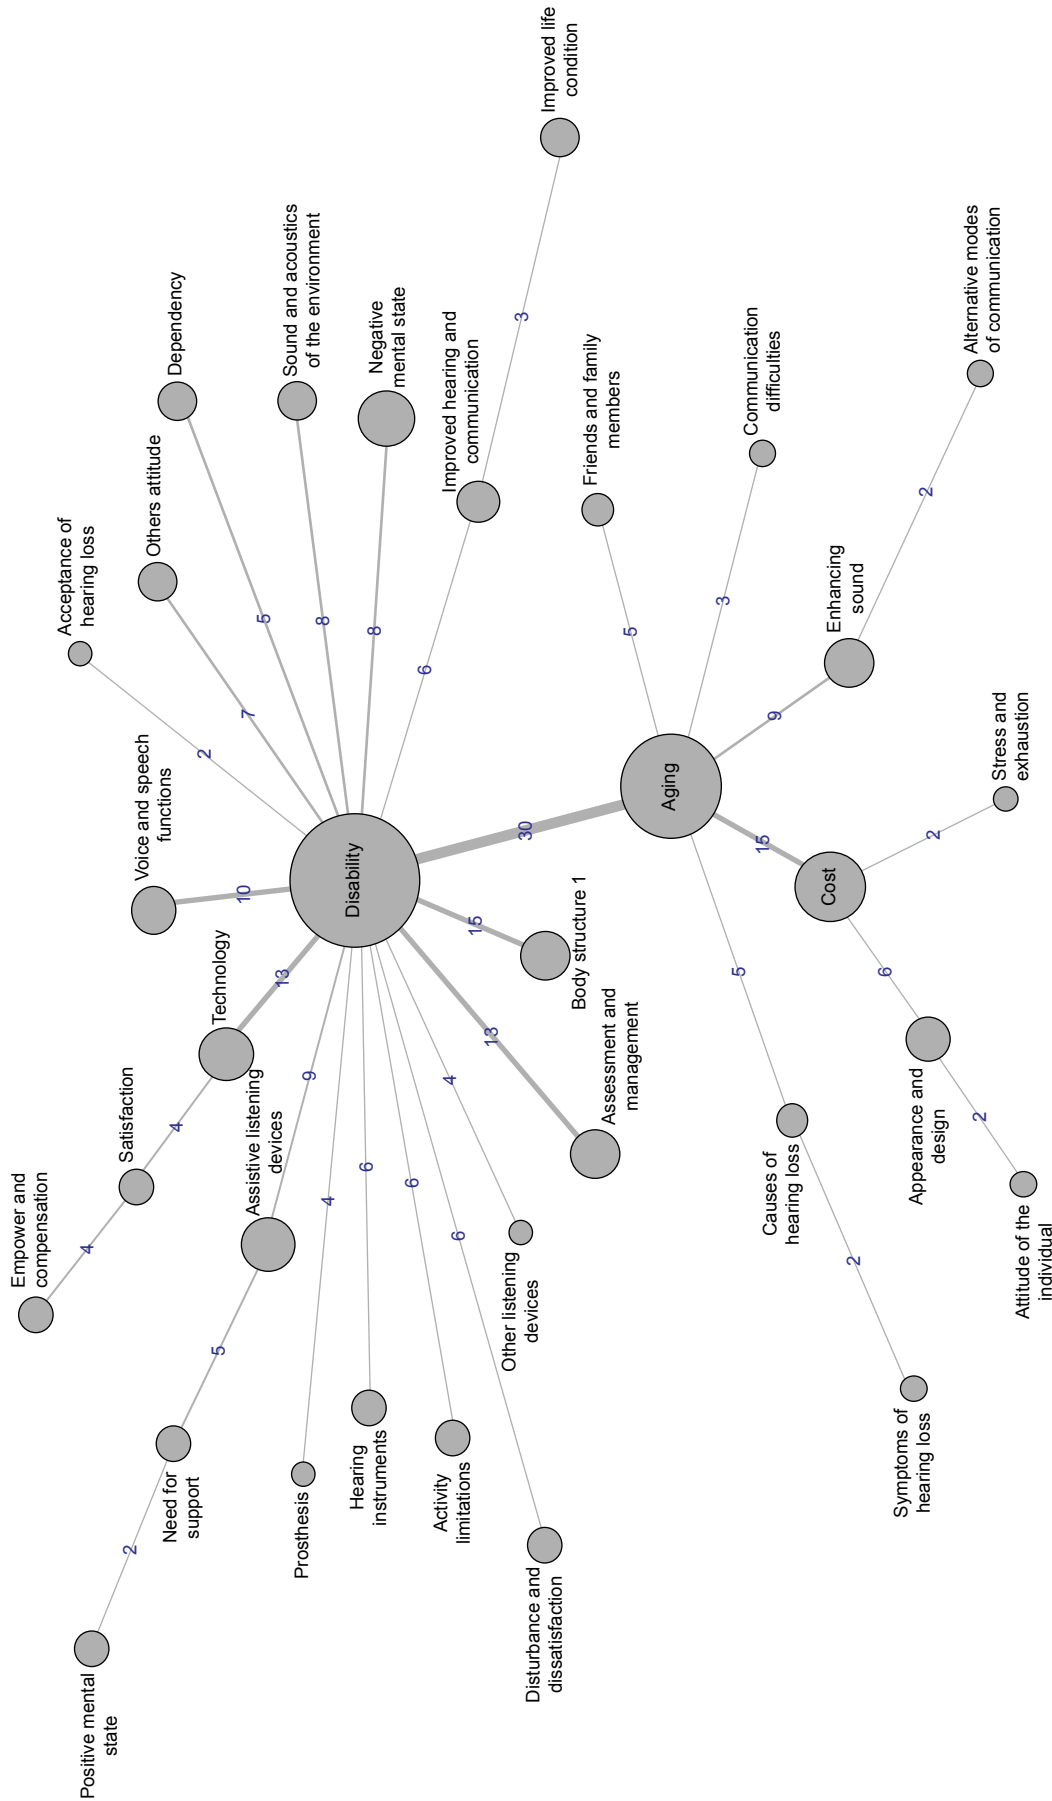 Empower and
compensation
Acceptance of
hearing loss
4
Positive mental
state
2
Satisfaction
Others attitude
Dependency
Voice and speech
functions
4
Need for
support
2
5
Technology
7
10
Assistive listening
devices
5
13
Sound and acoustics
of the environment
Prosthesis
9
4
8
Disability
Hearing
instruments
6
8
Negative
mental state
6
6
Activity
limitations
4
6
Improved hearing and
communication
6
15
13
Other listening
devices
3
30
Disturbance and
dissatisfaction
Improved life
condition
Body structure 1
Assessment and
management
Friends and family
members
5
Aging
3
5
Communication
difficulties
15
9
Causes of
hearing loss
Cost
Enhancing
sound
2
6
Symptoms of
hearing loss
Appearance and
design
2
2
Alternative modes
of communication
2
Stress and
exhaustion
Attitude of the
individual